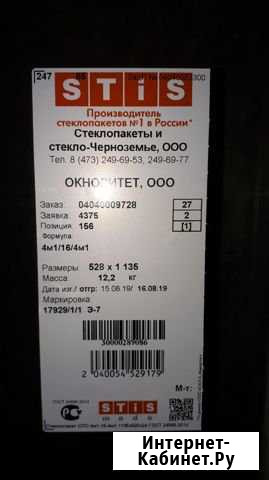 247
STiS
Производитель
стеклопакетов №1 в России*
Стеклопакеты и
стекло-Черноземье, ООО
Тел. 8 (473) 249-69-53, 249-69-77
ОКНОРИТЕТ, ООО
Заказ: 04040009728 27
Заявка: 4375 2
Позиция: 156 [1]
Формула:
4м1/16/4м1
Размеры: 528 x 1 135
Масса: 12,2 кг
Дата изг./ отгр: 15.08.19/ 16.08.19
Маркировка
17929/1/1 Э-7
30000289086
2 040054 529179
М-г:
STiS
made
Интернет-
Кабинет.Ру